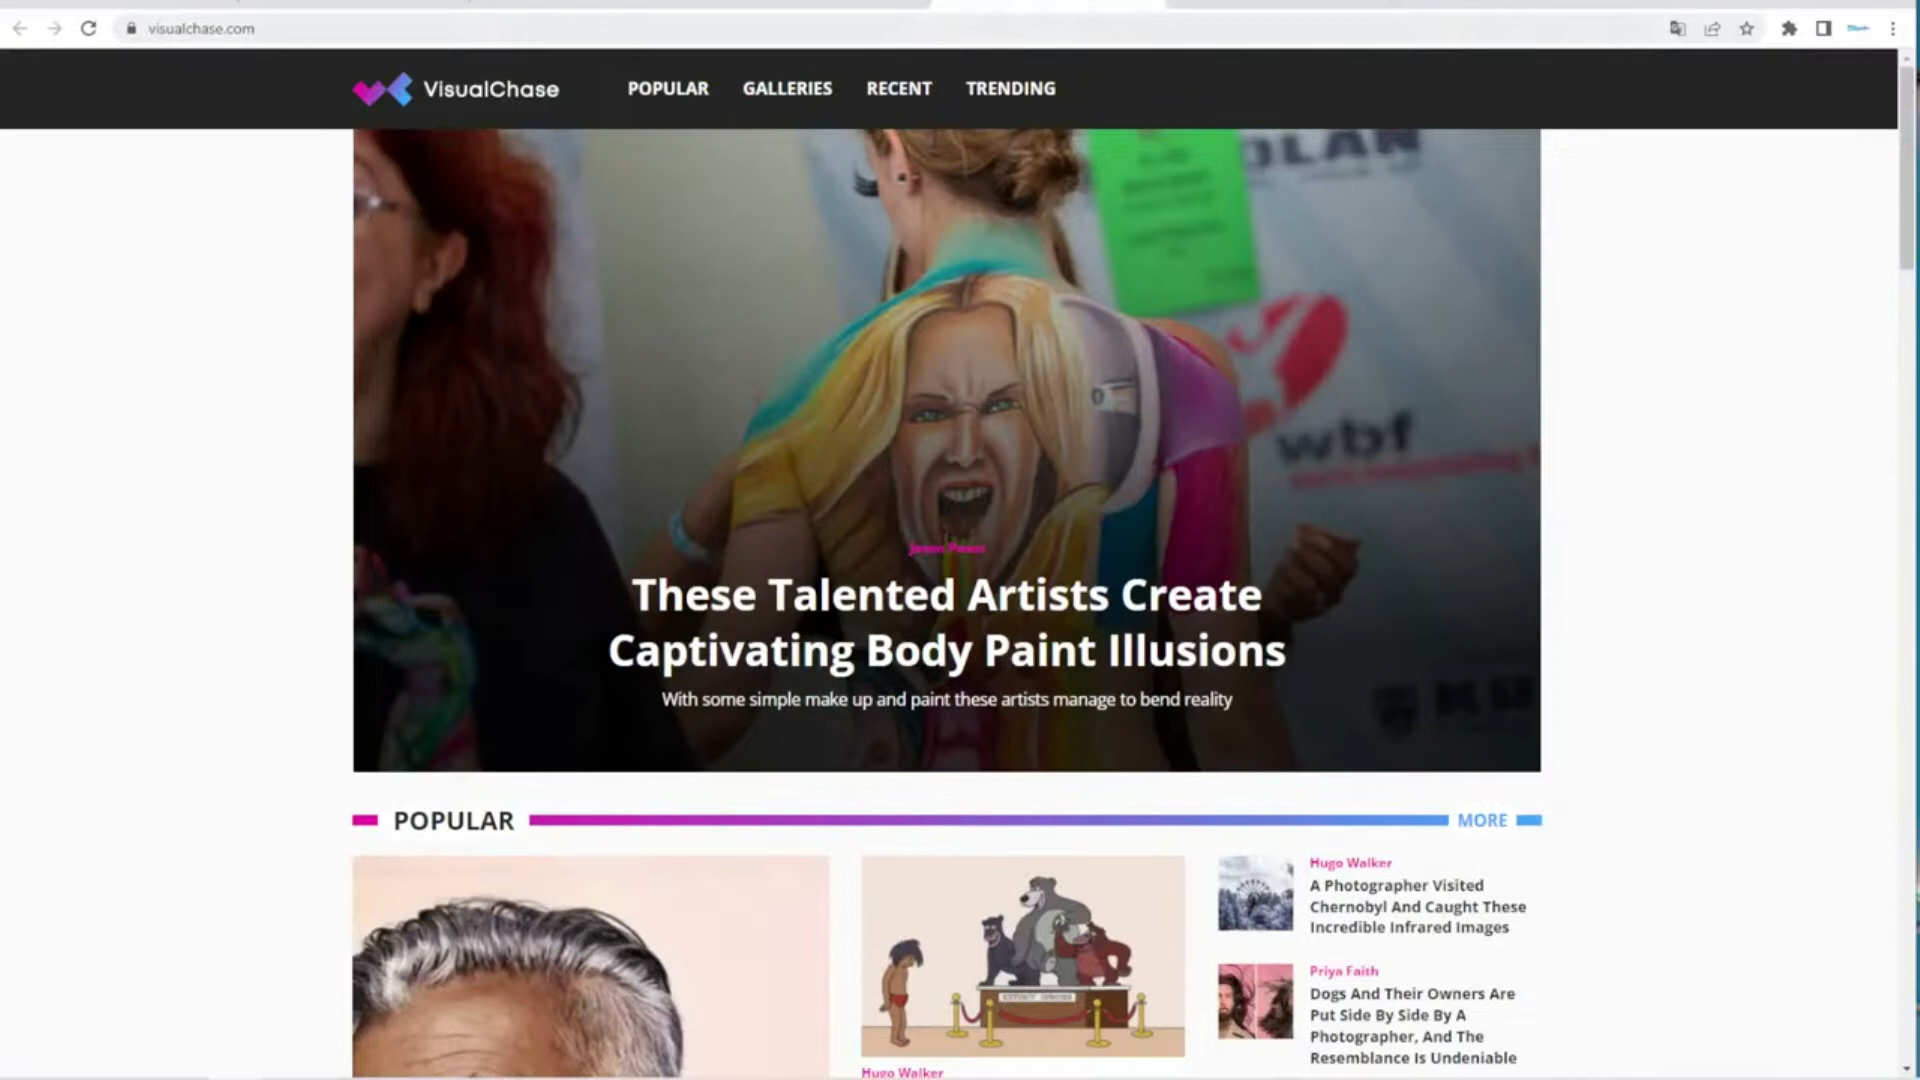 visualchase.com
VisualChase
POPULAR
GALLERIES
RECENT
TRENDING
wbf
These Talented Artists Create
Captivating Body Paint Illusions
With some simple make up and paint these artists manage to bend reality
POPULAR
MORE
Hugo Walker
A Photographer Visited
Chernobyl And Caught These
Incredible Infrared Images
Priya Faith
Dogs And Their Owners Are
Put Side By Side By A
Photographer, And The
Resemblance Is Undeniable
Hugo Walker